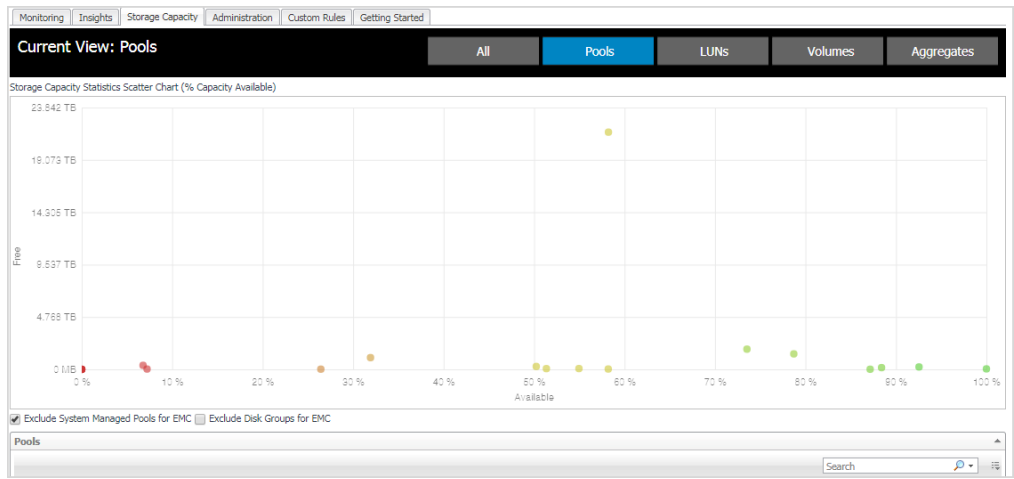 Monitoring Insights Storage Capacity Administration Custom Rules Getting Started
Current View: Pools All Pools LUNs Volumes Aggregates
Storage Capacity Statistics Scatter Chart (% Capacity Available)
23.842 TB
19.073 TB
14.305 TB
Free
9.537 TB
4.768 TB
0 MB
0 % 10 % 20 % 30 % 40 % 50 % 60 % 70 % 80 % 90 % 100 %
Available
Exclude System Managed Pools for EMC Exclude Disk Groups for EMC
Pools
Search